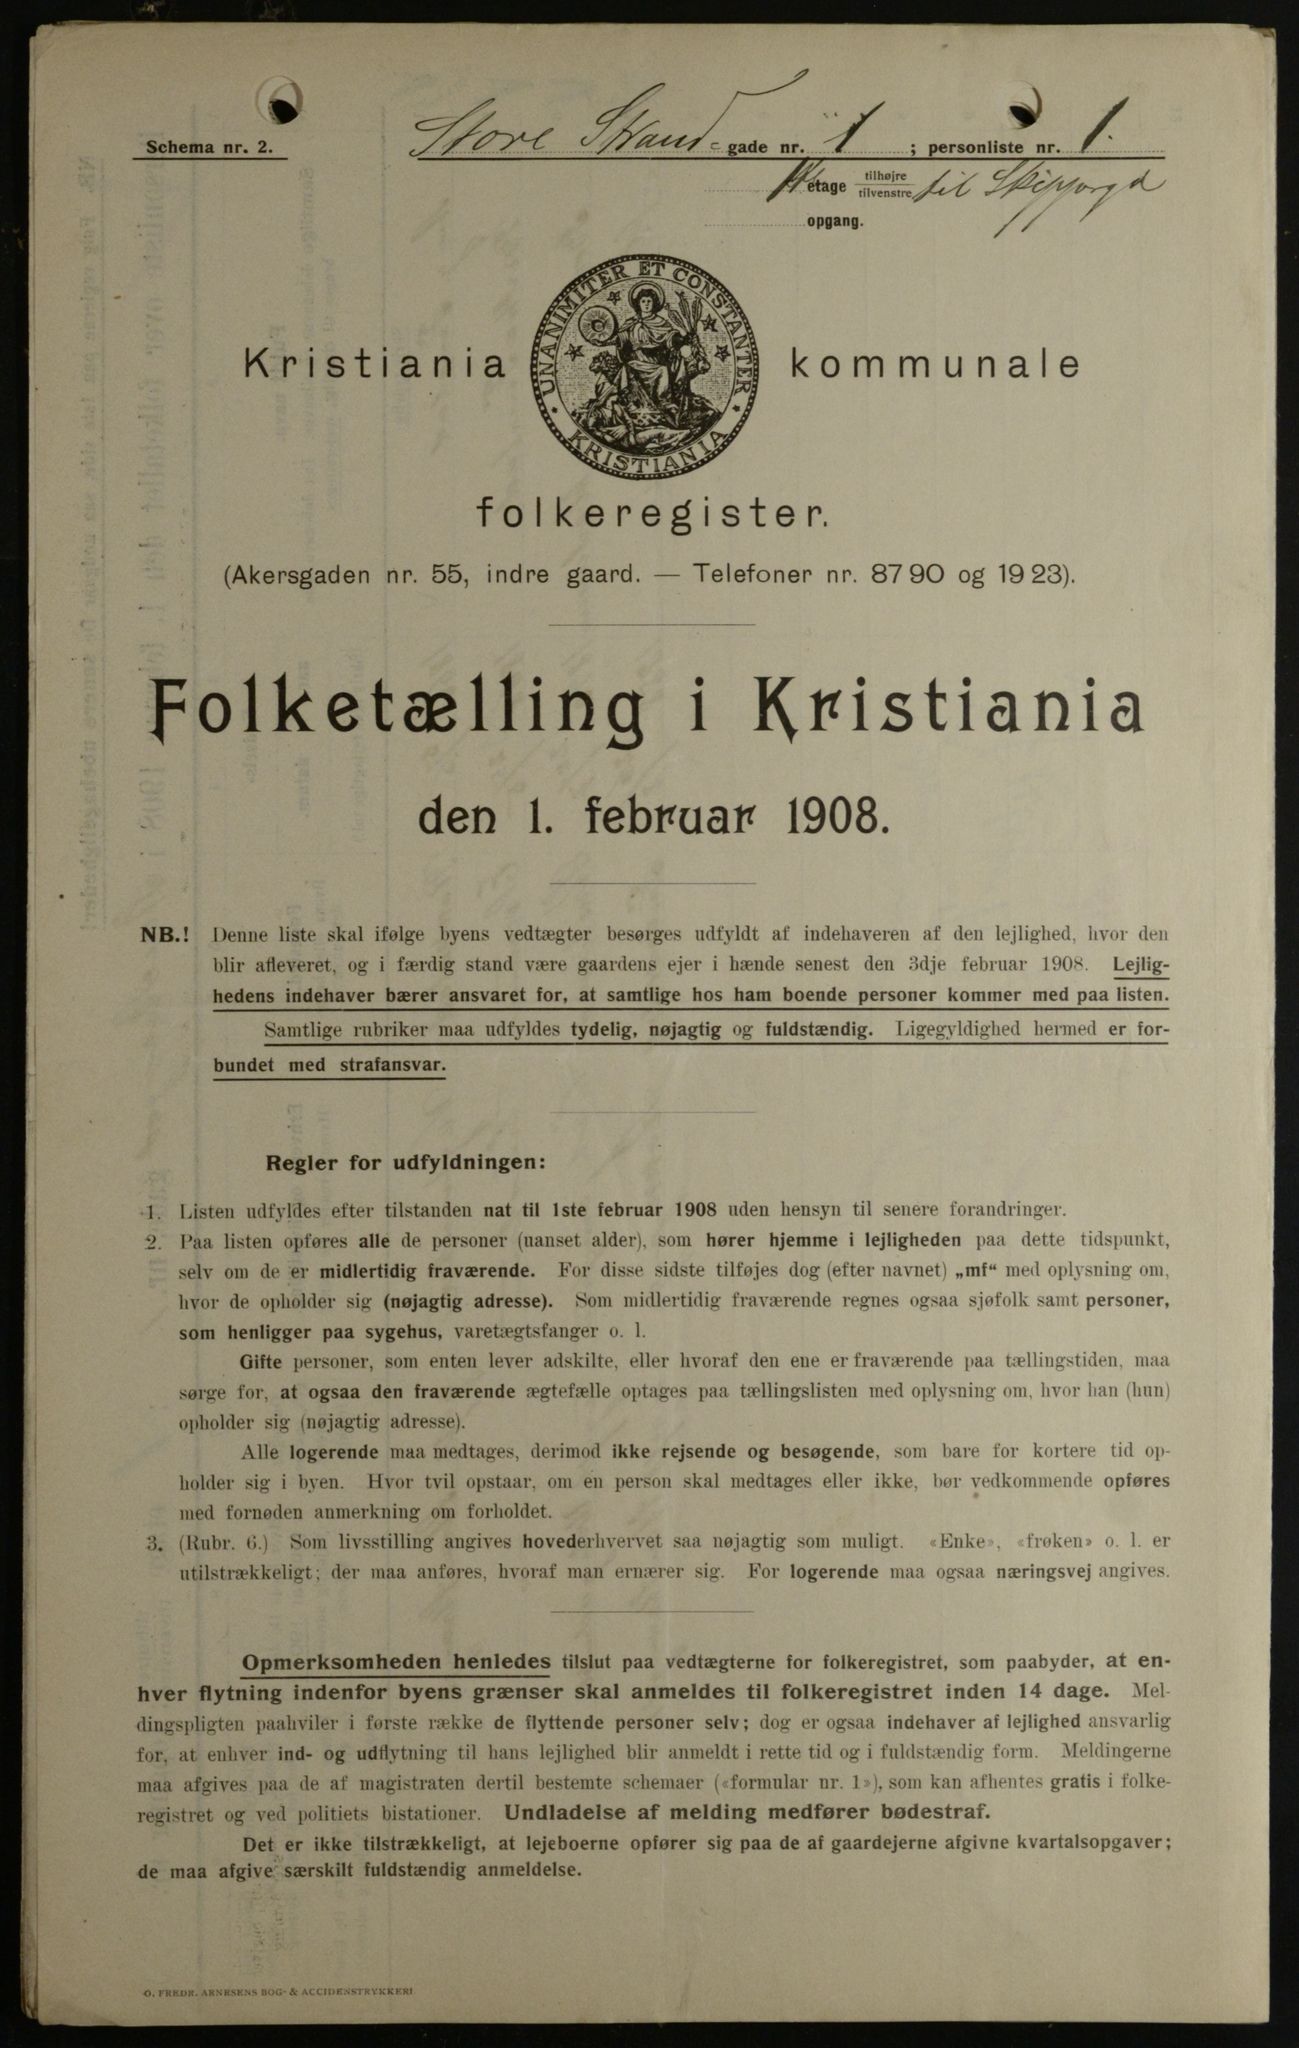 Schema nr. 2.
Store Strand-gade nr. 1; personliste nr. 1.
etage tilhøjre
tilvenstre til
opgang.
UNANIMITER ET CONSTANTER
KRISTIANIA
Kristiania kommunale
folkeregister.
(Akersgaden nr. 55, indre gaard. — Telefoner nr. 8790 og 1923).
Folketælling i Kristiania
den 1. februar 1908.
NB.! Denne liste skal ifølge byens vedtægter besørges udfyldt af indehaveren af den lejlighed, hvor den
blir afleveret, og i færdig stand være gaardens ejer i hænde senest den 3dje februar 1908. Lejlig-
hedens indehaver bærer ansvaret for, at samtlige hos ham boende personer kommer med paa listen.
Samtlige rubriker maa udfyldes tydelig, nøjagtig og fuldstændig. Ligegyldighed hermed er for-
bundet med strafansvar.
Regler for udfyldningen:
1. Listen udfyldes efter tilstanden nat til 1ste februar 1908 uden hensyn til senere forandringer.
2. Paa listen opføres alle de personer (uanset alder), som hører hjemme i lejligheden paa dette tidspunkt,
selv om de er midlertidig fraværende. For disse sidste tilføjes dog (efter navnet) „mf“ med oplysning om,
hvor de opholder sig (nøjagtig adresse). Som midlertidig fraværende regnes ogsaa sjøfolk samt personer,
som henligger paa sygehus, varetægtsfanger o. l.
Gifte personer, som enten lever adskilte, eller hvoraf den ene er fraværende paa tællingstiden, maa
sørge for, at ogsaa den fraværende ægtefælle optages paa tællingslisten med oplysning om, hvor han (hun)
opholder sig (nøjagtig adresse).
Alle logerende maa medtages, derimod ikke rejsende og besøgende, som bare for kortere tid op-
holder sig i byen. Hvor tvil opstaar, om en person skal medtages eller ikke, bør vedkommende opføres
med fornøden anmerkning om forholdet.
3. (Rubr. 6.) Som livsstilling angives hovederhvervet saa nøjagtig som muligt. «Enke», «frøken» o. l. er
utilstrækkeligt; der maa anføres, hvoraf man ernærer sig. For logerende maa ogsaa næringsvej angives.
Opmerksomheden henledes tilslut paa vedtægterne for folkeregistret, som paabyder, at en-
hver flytning indenfor byens grænser skal anmeldes til folkeregistret inden 14 dage. Mel-
dingspligten paahviler i første række de flyttende personer selv; dog er ogsaa indehaver af lejlighed ansvarlig
for, at enhver ind- og udflytning til hans lejlighed blir anmeldt i rette tid og i fuldstændig form. Meldingerne
maa afgives paa de af magistraten dertil bestemte schemaer («formular nr. 1»), som kan afhentes gratis i folke-
registret og ved politiets bistationer. Undladelse af melding medfører bødestraf.
Det er ikke tilstrækkeligt, at lejeboerne opfører sig paa de af gaardejerne afgivne kvartalsopgaver;
de maa afgive særskilt fuldstændig anmeldelse.
O. FREDR. ARNESENS BOG- & ACCIDENSTRYKKERI